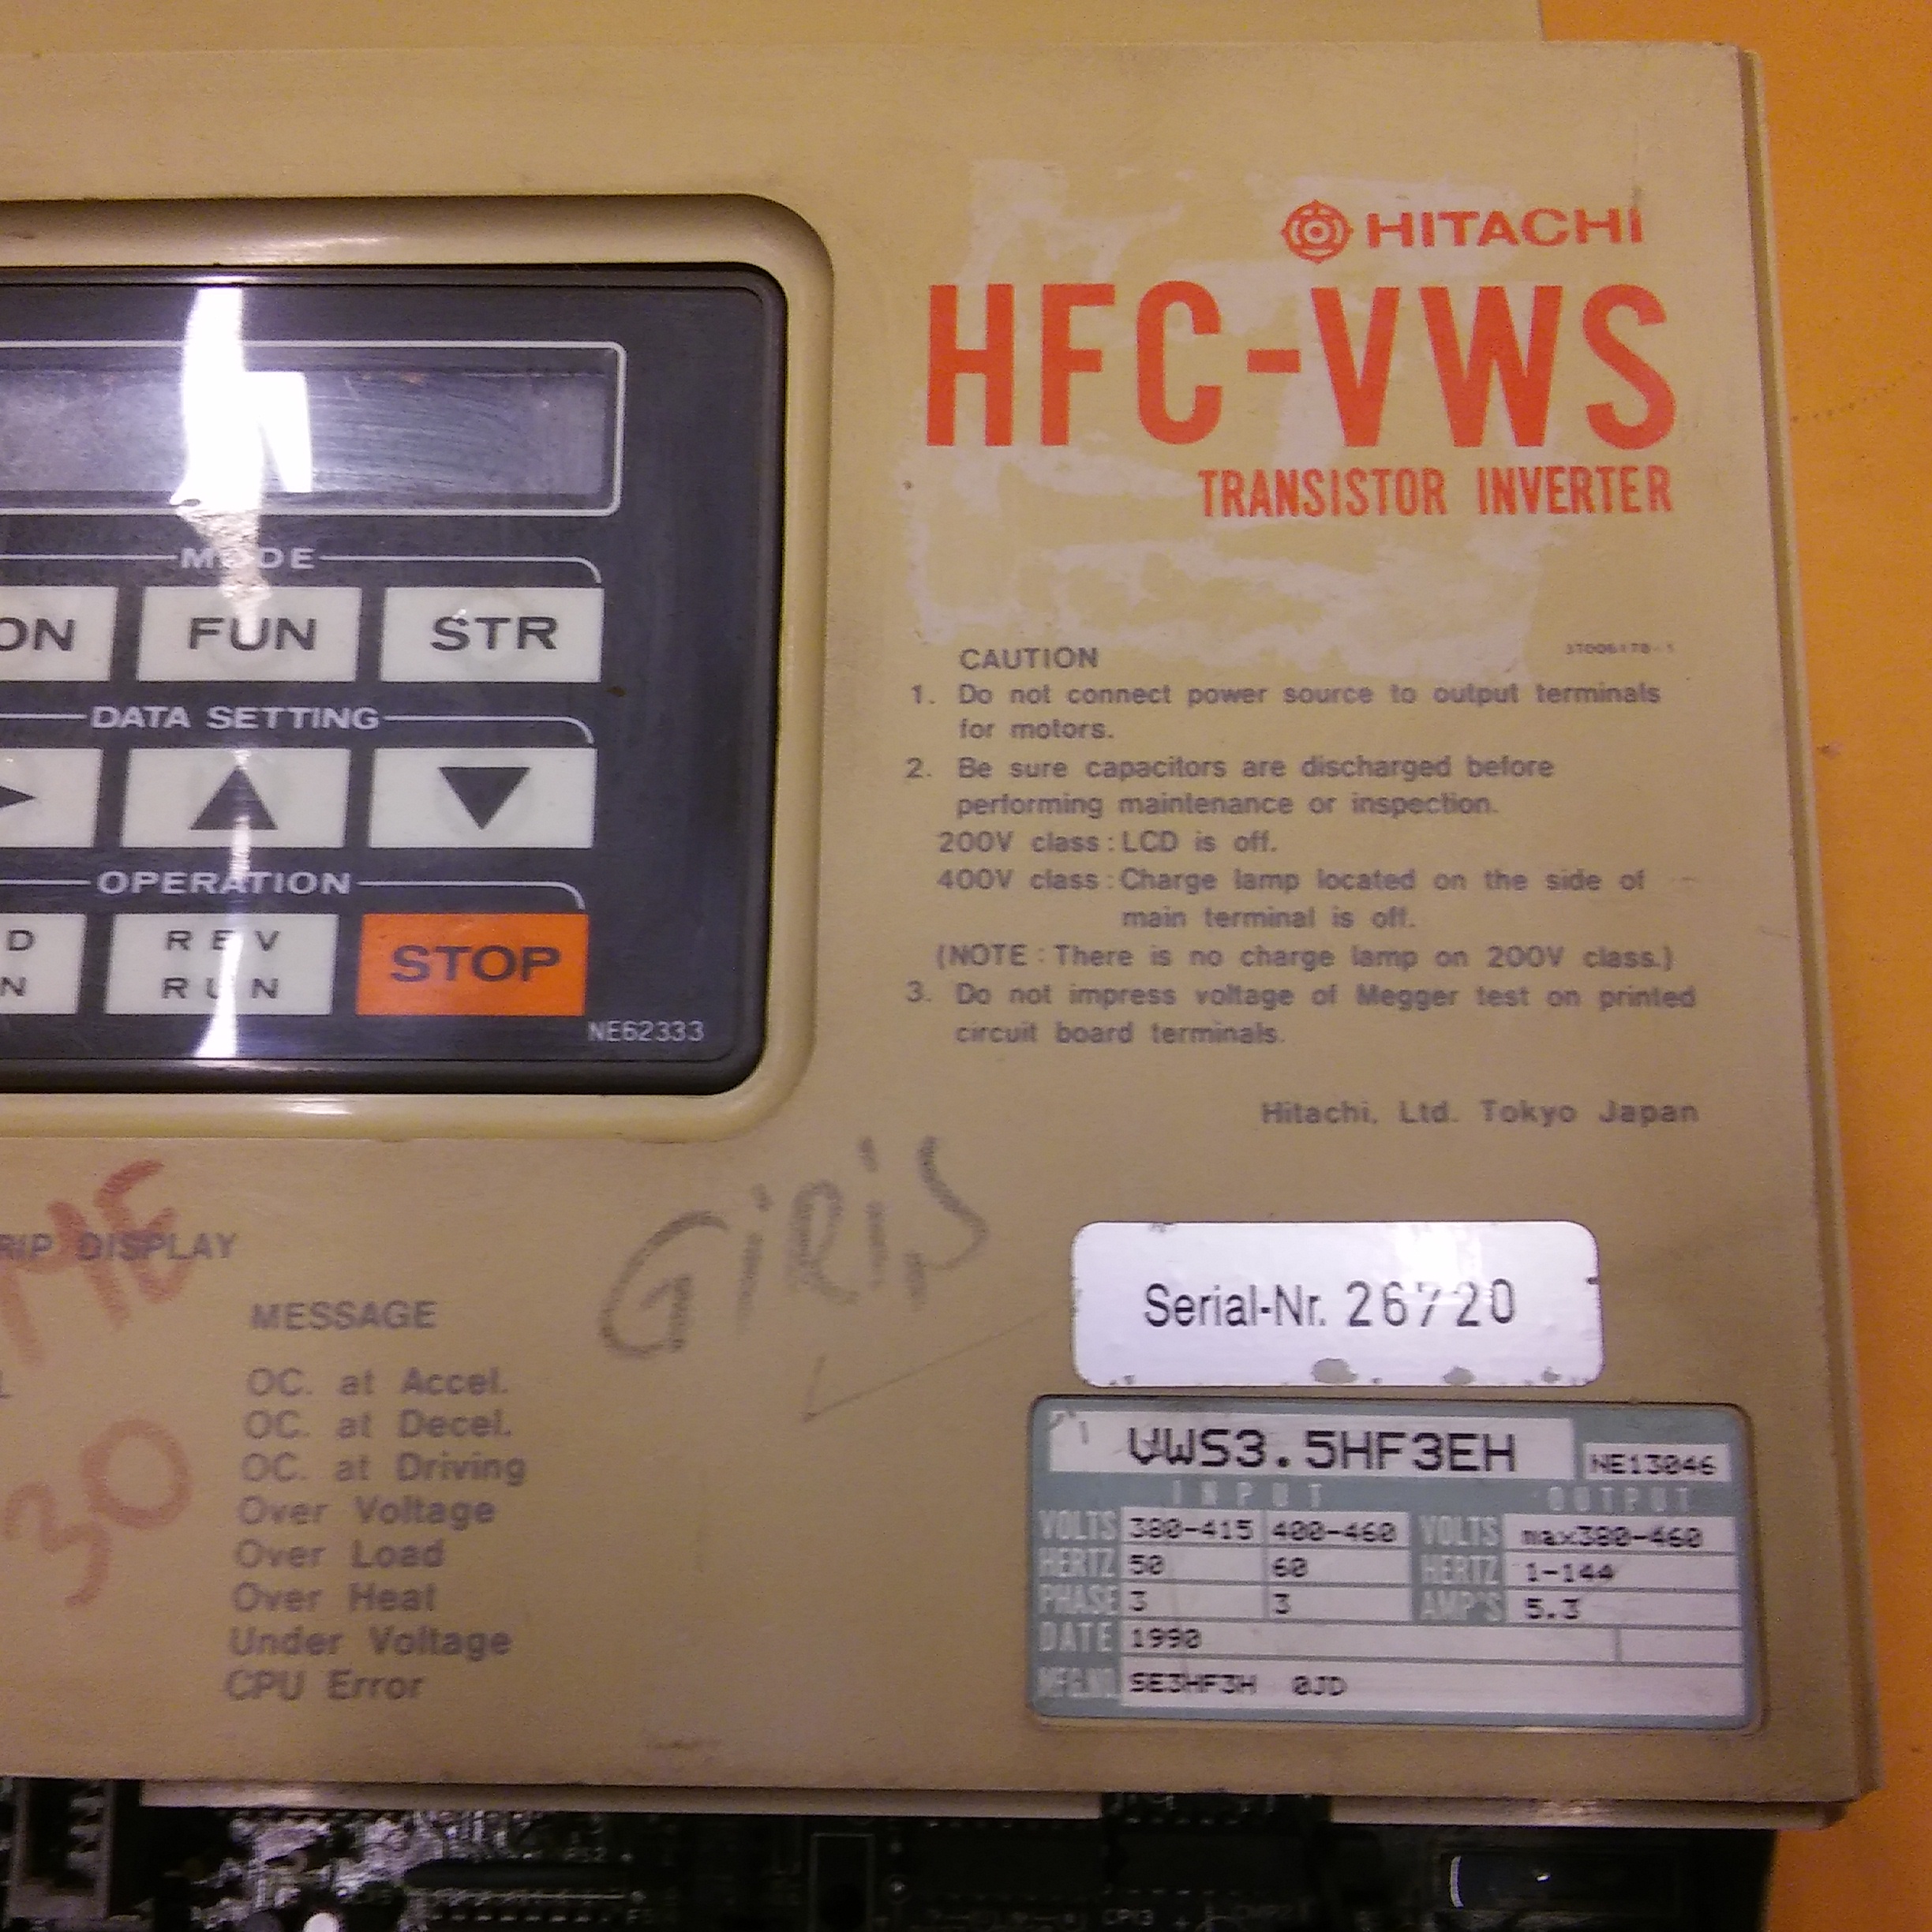 HITACHI
HFC-VWS
TRANSISTOR INVERTER
MODE
ON FUN STR
DATA SETTING
OPERATION
D REV STOP
N RUN
NE62333
CAUTION
1. Do not connect power source to output terminals
for motors.
2. Be sure capacitors are discharged before
performing maintenance or inspection.
200V class : LCD is off.
400V class : Charge lamp located on the side of
main terminal is off.
(NOTE : There is no charge lamp on 200V class.)
3. Do not impress voltage of Megger test on printed
circuit board terminals.
Hitachi, Ltd. Tokyo Japan
GiRiŞ
RIP DISPLAY
MESSAGE
OC. at Accel.
OC. at Decel.
OC. at Driving
Over Voltage
Over Load
Over Heat
Under Voltage
CPU Error
30
Serial-Nr. 26720
VWS3.5HF3EH NE13046
INPUT OUTPUT
VOLTS 380-415 400-460 VOLTS max380-460
HERTZ 50 60 HERTZ 1-144
PHASE 3 3 AMP'S 5.3
DATE 1990
MFG.NO. SE3HF3H 0JD